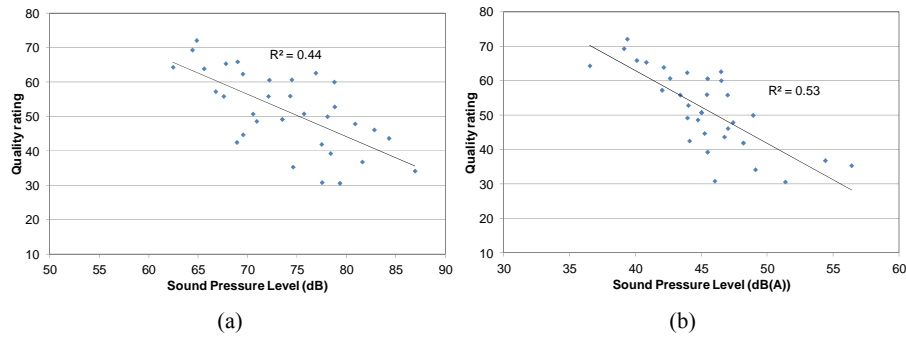 80
70
60
50
40
30
20
10
Quality rating
R² = 0.44
50 55 60 65 70 75 80 85 90
Sound Pressure Level (dB)
(a)
80
70
60
50
40
30
20
10
Quality rating
R² = 0.53
30 35 40 45 50 55 60
Sound Pressure Level (dB(A))
(b)